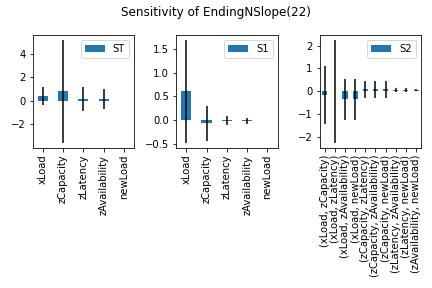 Sensitivity of EndingNSlope(22)
ST
4
2
0
−2
xLoad
zCapacity
zLatency
zAvailability
newLoad
S1
1.5
1.0
0.5
0.0
−0.5
xLoad
zCapacity
zLatency
zAvailability
newLoad
S2
2
1
0
−1
−2
(xLoad, zCapacity)
(xLoad, zLatency)
(xLoad, zAvailability)
(xLoad, newLoad)
(zCapacity, zLatency)
(zCapacity, zAvailability)
(zCapacity, newLoad)
(zLatency, zAvailability)
(zLatency, newLoad)
(zAvailability, newLoad)